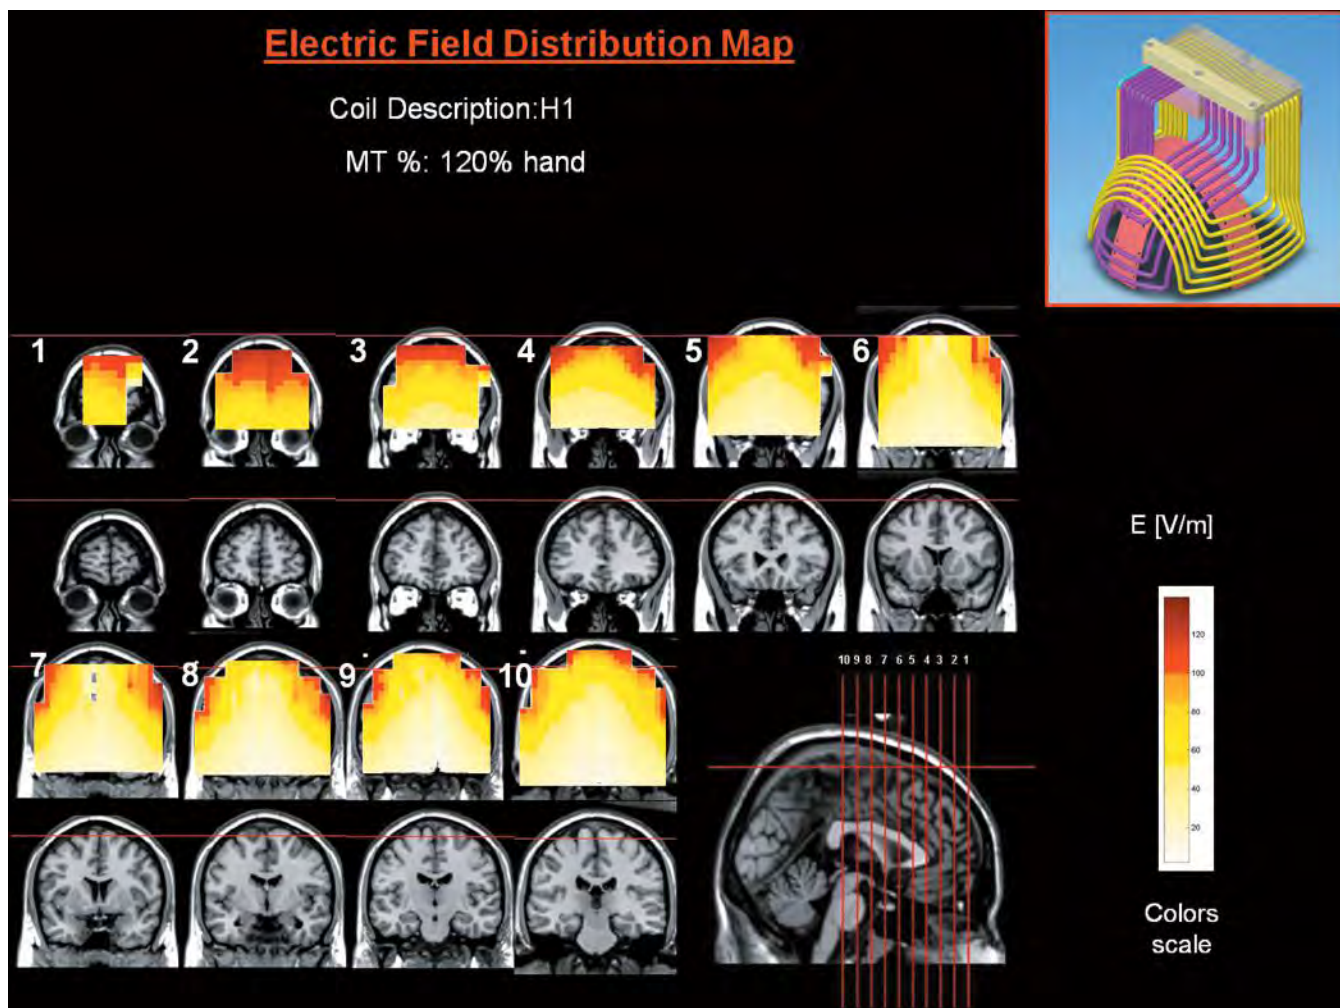 Electric Field Distribution Map
Coil Description:H1
MT %: 120% hand
1 2 3 4 5 6
E [V/m]
7 8 9 10
10 9 8 7 6 5 4 3 2 1
120
100
80
60
40
20
Colors
scale